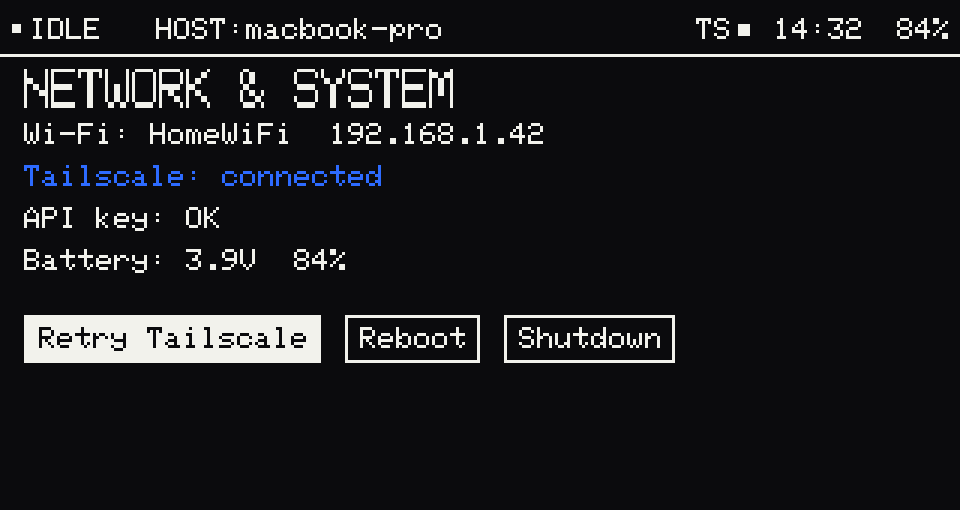 IDLE HOST:macbook-pro TS 14:32 84%
NETWORK & SYSTEM
Wi-Fi: HomeWiFi 192.168.1.42
Tailscale: connected
API key: OK
Battery: 3.9V 84%
Retry Tailscale Reboot Shutdown